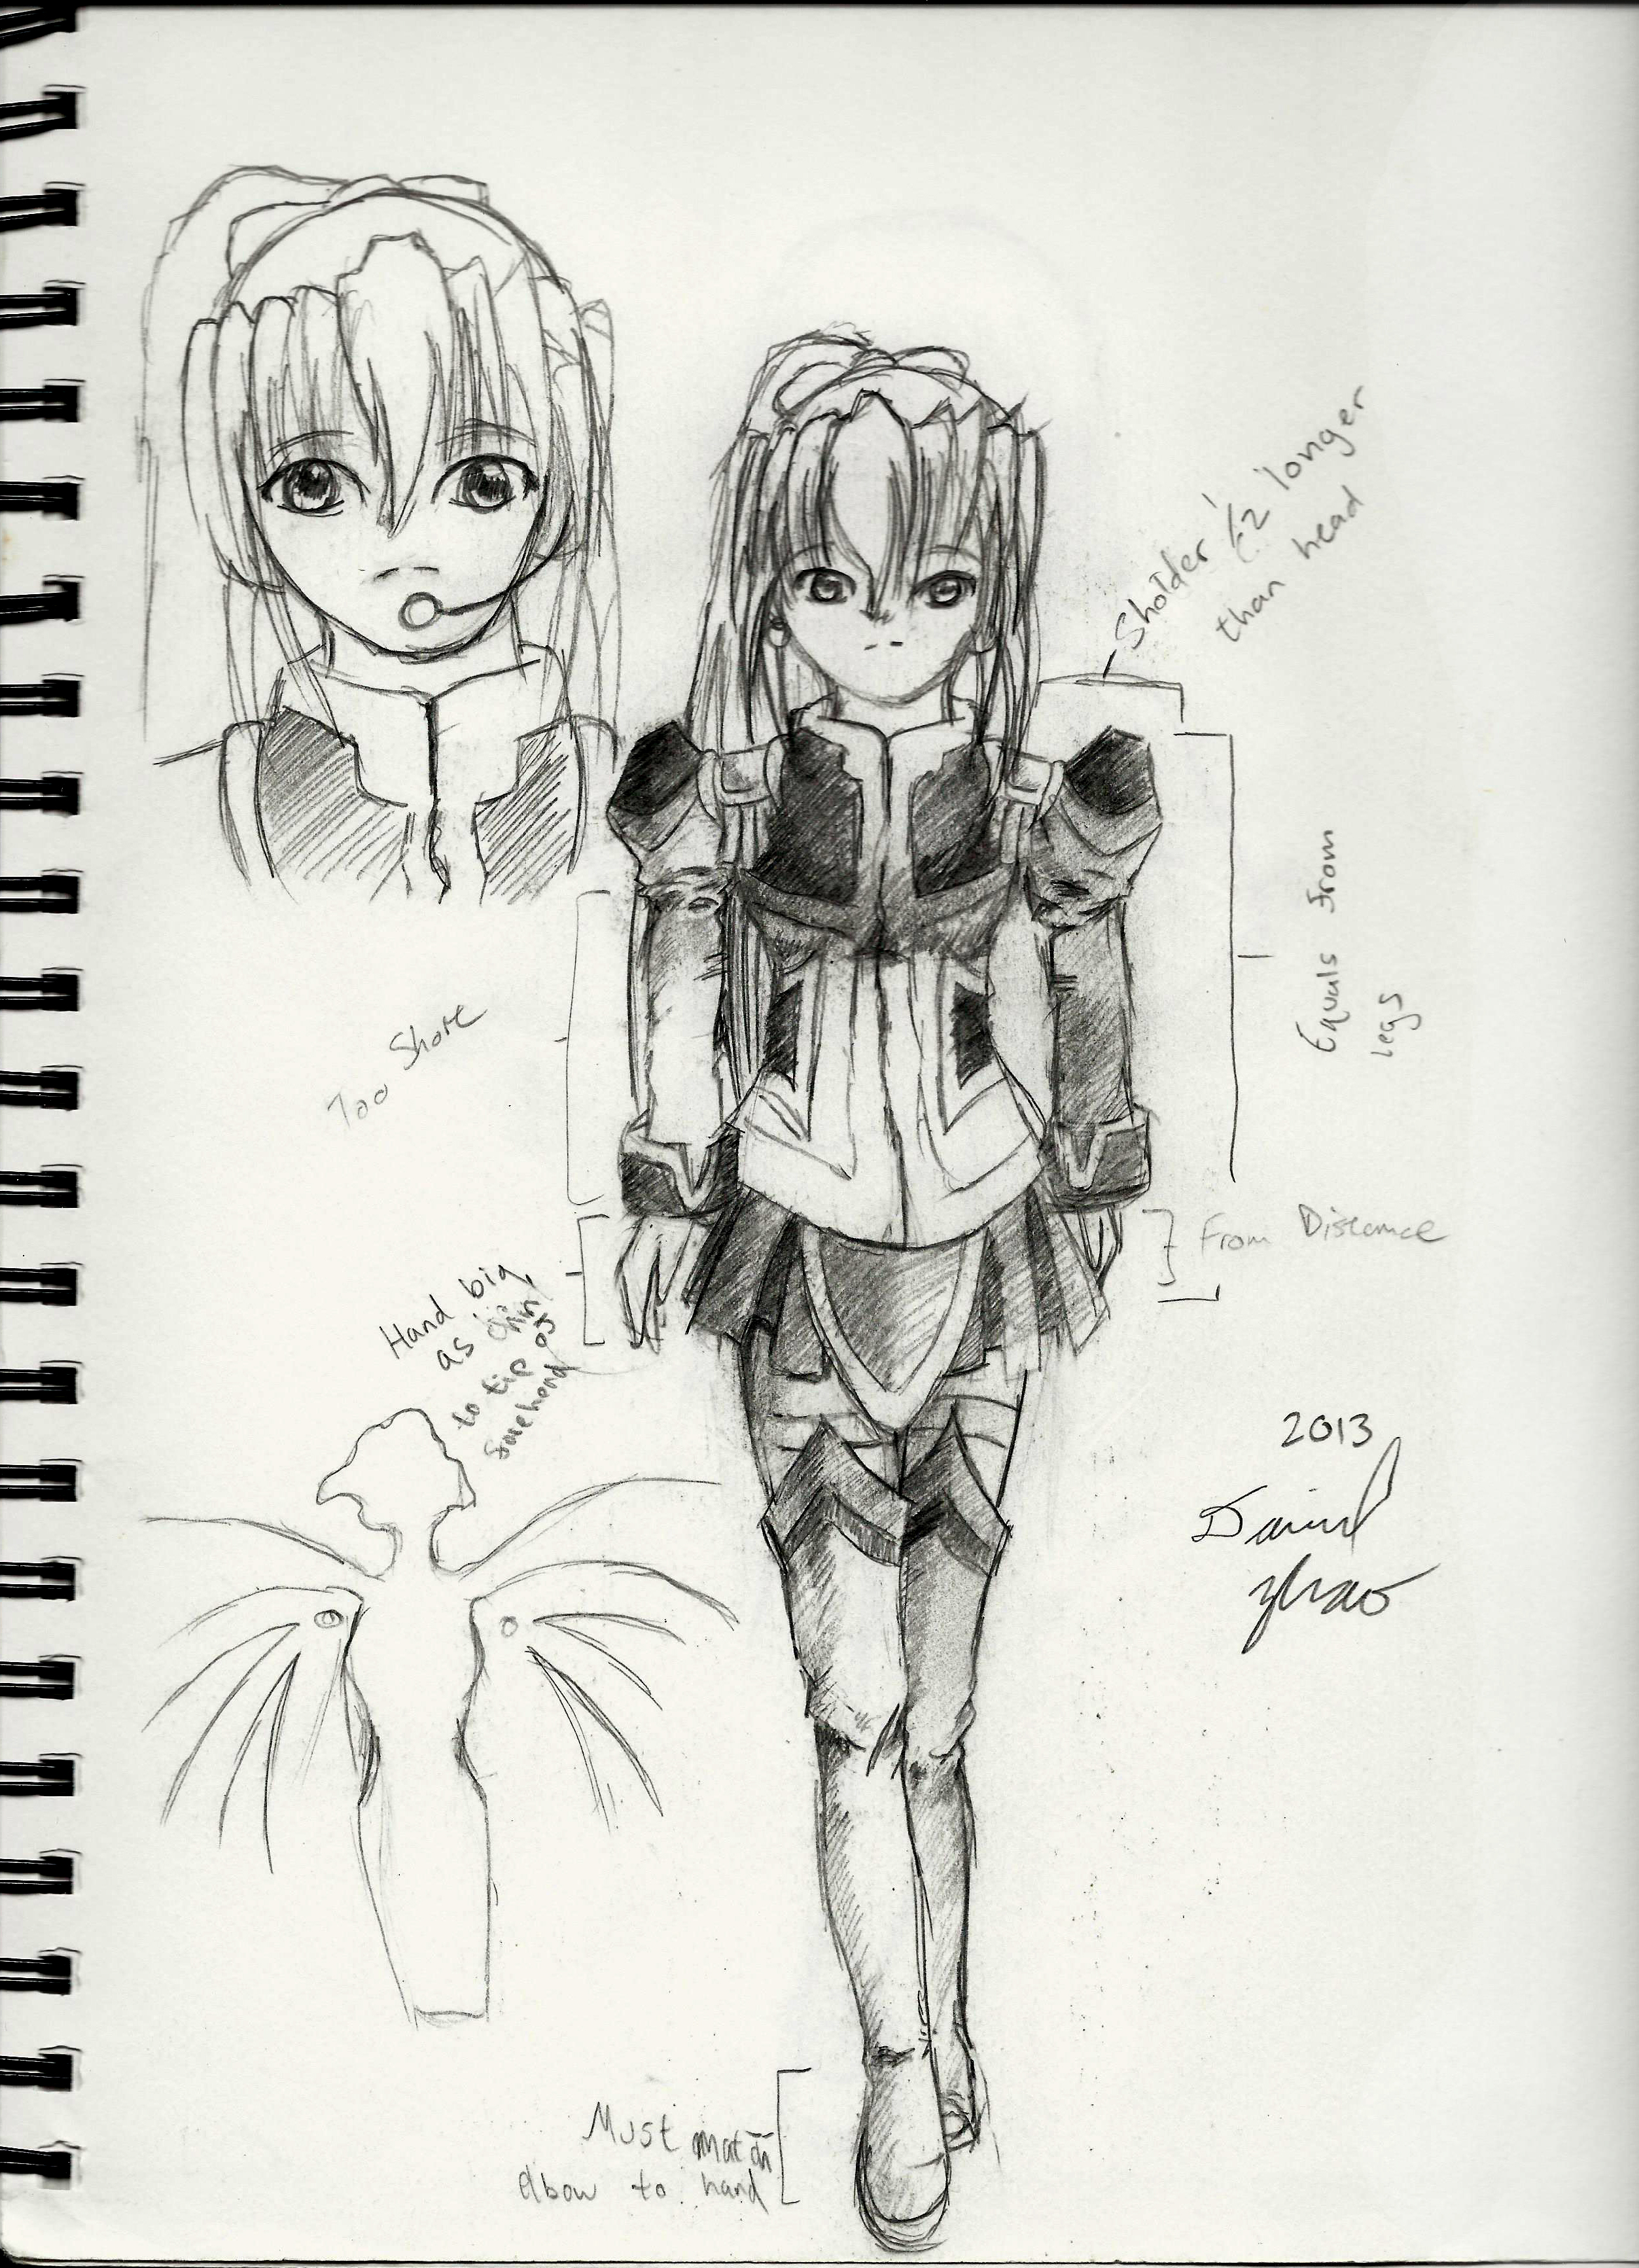 Sholder 1/2 longer
than head
Equals from
legs
Too Short
From Distance
Hand big
as chin
to tip of
forehead
2013
Must match
elbow to hand